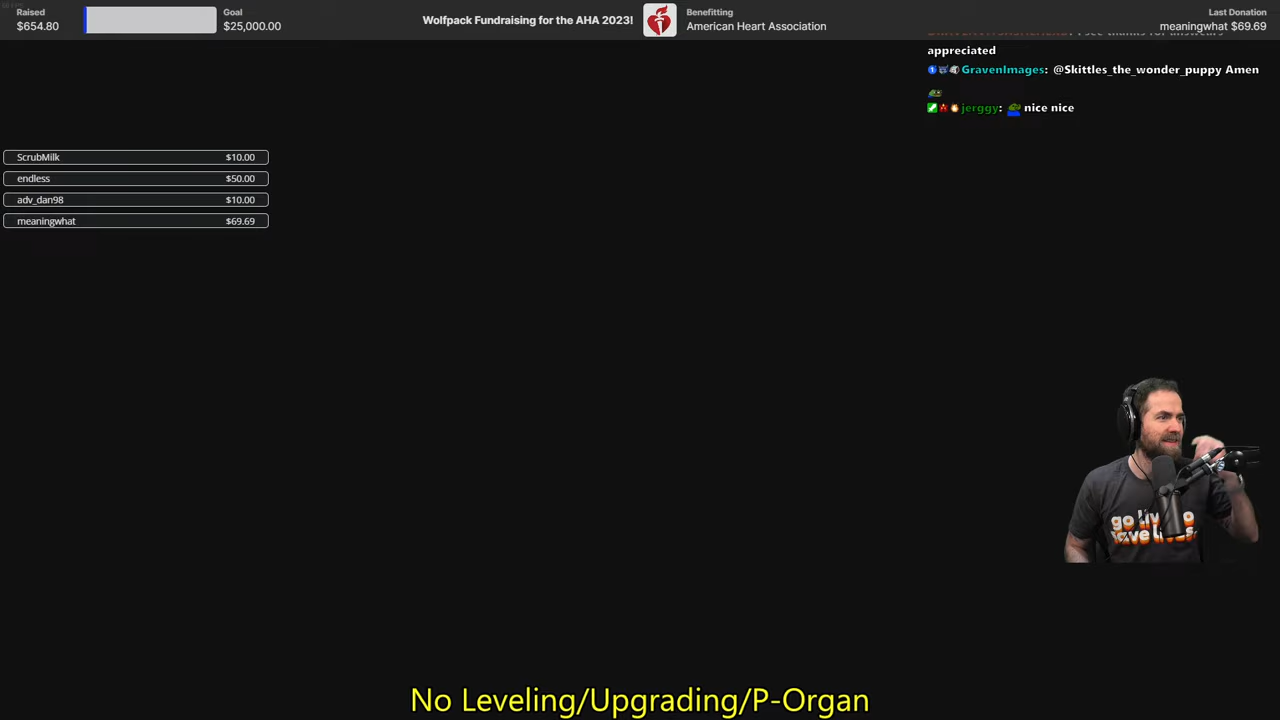 Raised
$654.80
Goal
$25,000.00
Wolfpack Fundraising for the AHA 2023!
Benefitting
American Heart Association
Last Donation
meaningwhat $69.69
appreciated
GravenImages: @Skittles_the_wonder_puppy Amen
jerggy: nice nice
ScrubMilk $10.00
endless $50.00
adv_dan98 $10.00
meaningwhat $69.69
go liv
No Leveling/Upgrading/P-Organ